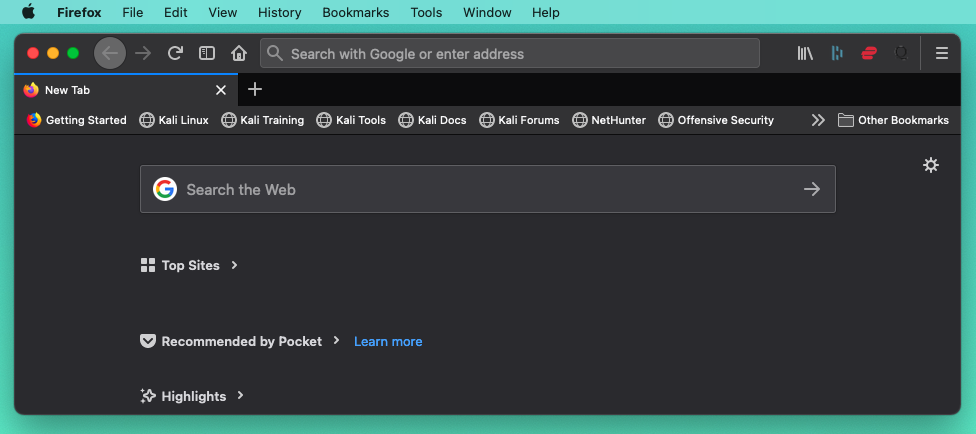 Firefox File Edit View History Bookmarks Tools Window Help
Search with Google or enter address
New Tab
Getting Started Kali Linux Kali Training Kali Tools Kali Docs Kali Forums NetHunter Offensive Security Other Bookmarks
Search the Web
Top Sites
Recommended by Pocket Learn more
Highlights